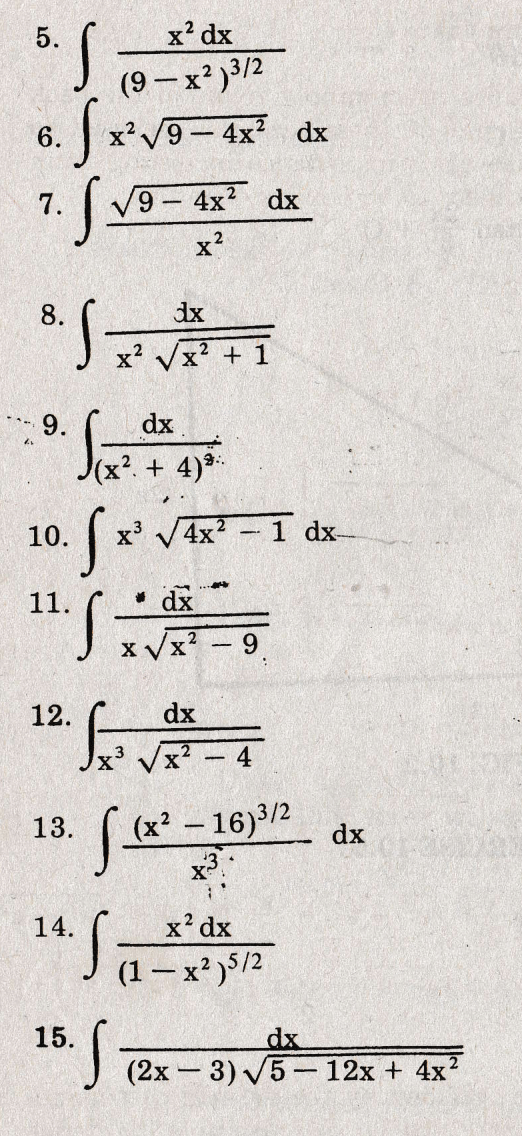 5. ∫ x² dx / (9 − x²)^3/2
6. ∫ x² √(9 − 4x²) dx
7. ∫ √(9 − 4x²) dx / x²
8. ∫ dx / x² √(x² + 1)
9. ∫ dx / (x² + 4)²
10. ∫ x³ √(4x² − 1) dx
11. ∫ dx / x √(x² − 9)
12. ∫ dx / x³ √(x² − 4)
13. ∫ (x² − 16)^3/2 / x³ dx
14. ∫ x² dx / (1 − x²)^5/2
15. ∫ dx / (2x − 3) √(5 − 12x + 4x²)